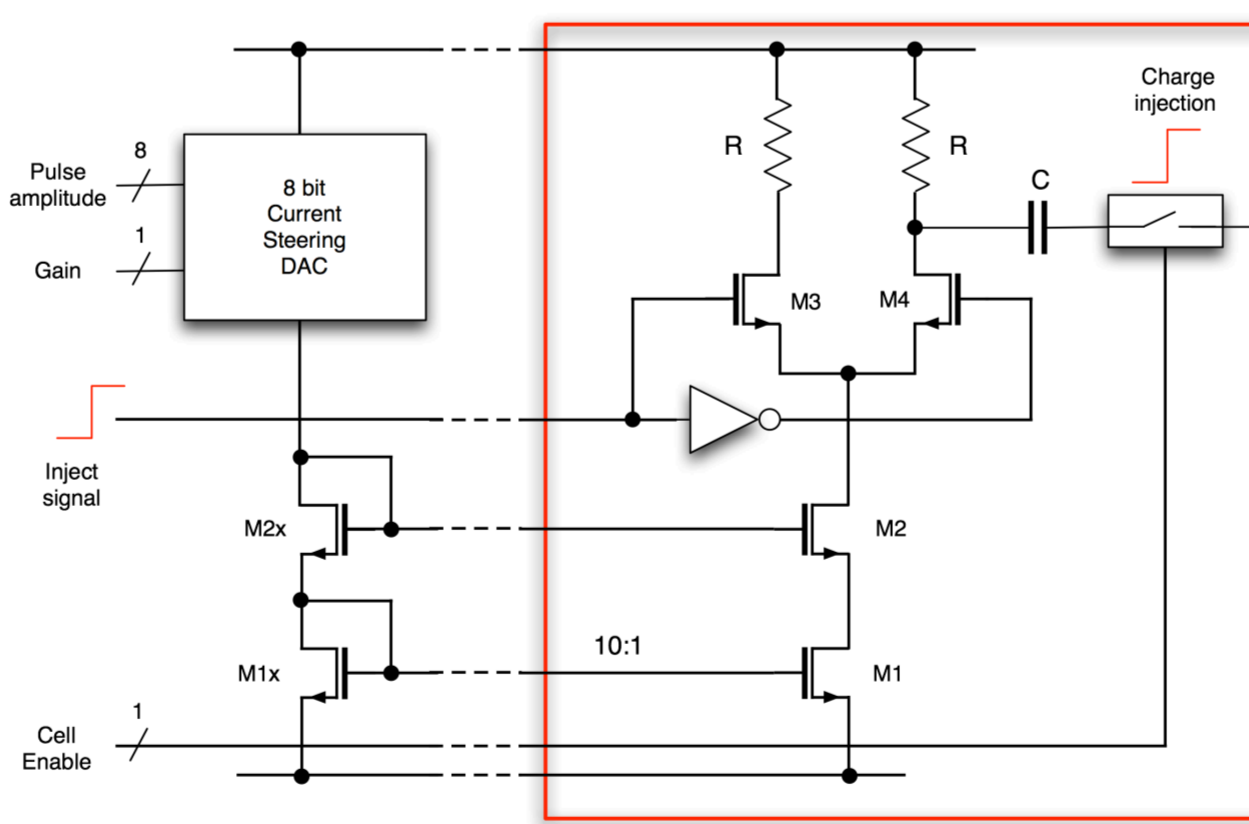 Charge
injection
8
Pulse
amplitude
8 bit
Current
Steering
DAC
R
R
C
1
Gain
M3
M4
Inject
signal
M2x
M2
10:1
M1x
M1
1
Cell
Enable